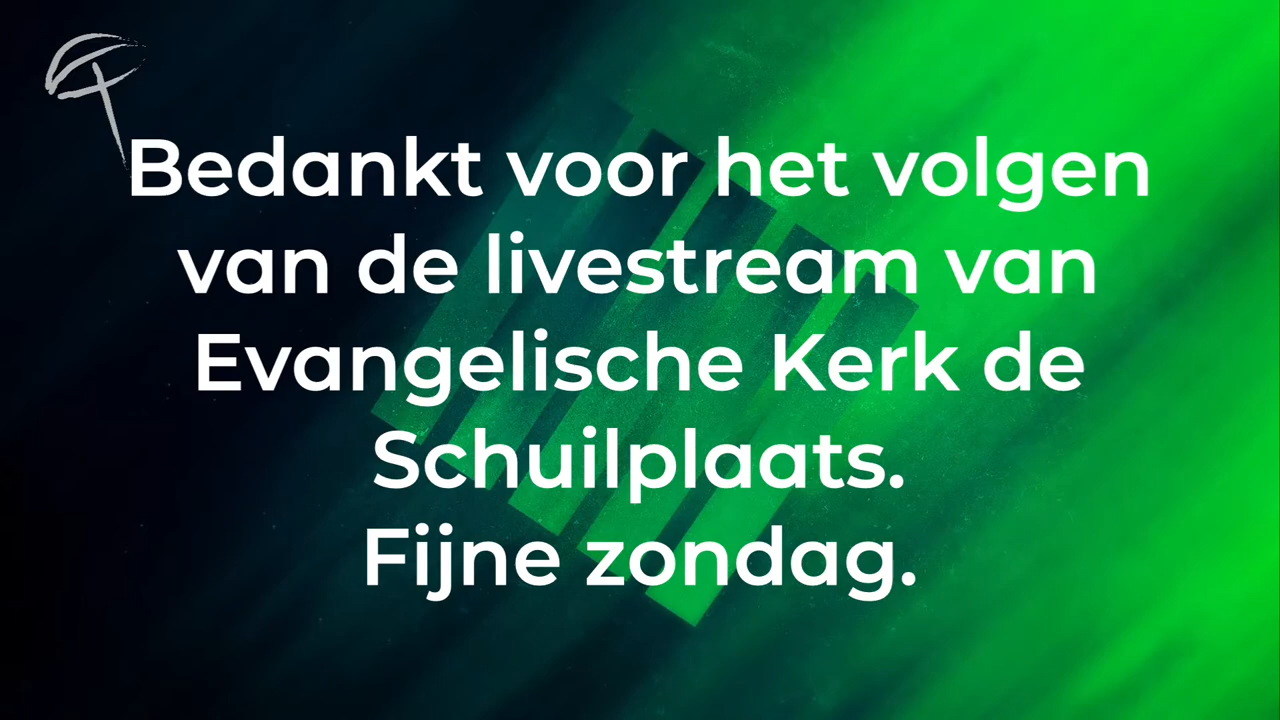 Bedankt voor het volgen
van de livestream van
Evangelische Kerk de
Schuilplaats.
Fijne zondag.